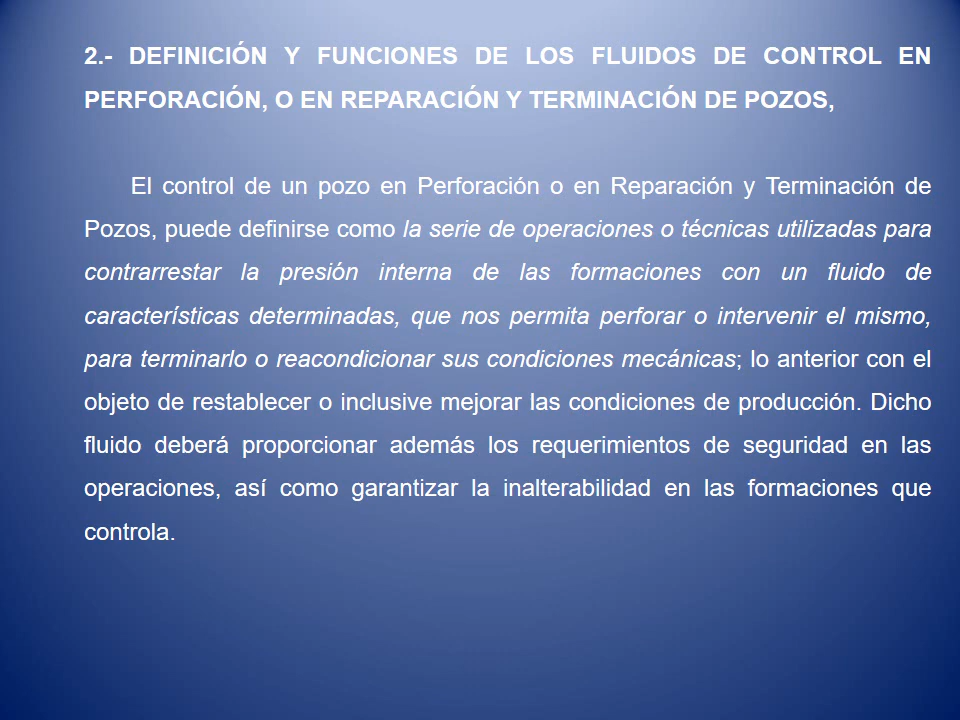 2.- DEFINICIÓN Y FUNCIONES DE LOS FLUIDOS DE CONTROL EN
PERFORACIÓN, O EN REPARACIÓN Y TERMINACIÓN DE POZOS,
El control de un pozo en Perforación o en Reparación y Terminación de
Pozos, puede definirse como la serie de operaciones o técnicas utilizadas para
contrarrestar la presión interna de las formaciones con un fluido de
características determinadas, que nos permita perforar o intervenir el mismo,
para terminarlo o reacondicionar sus condiciones mecánicas; lo anterior con el
objeto de restablecer o inclusive mejorar las condiciones de producción. Dicho
fluido deberá proporcionar además los requerimientos de seguridad en las
operaciones, así como garantizar la inalterabilidad en las formaciones que
controla.